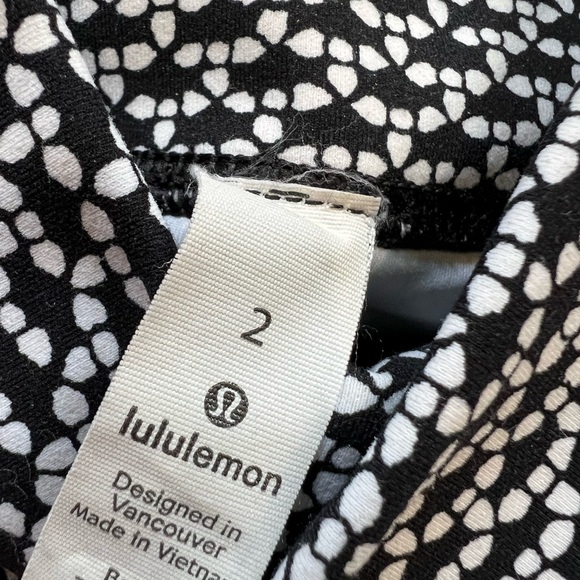 2
lululemon
Designed in
Vancouver
Made in Vietnam